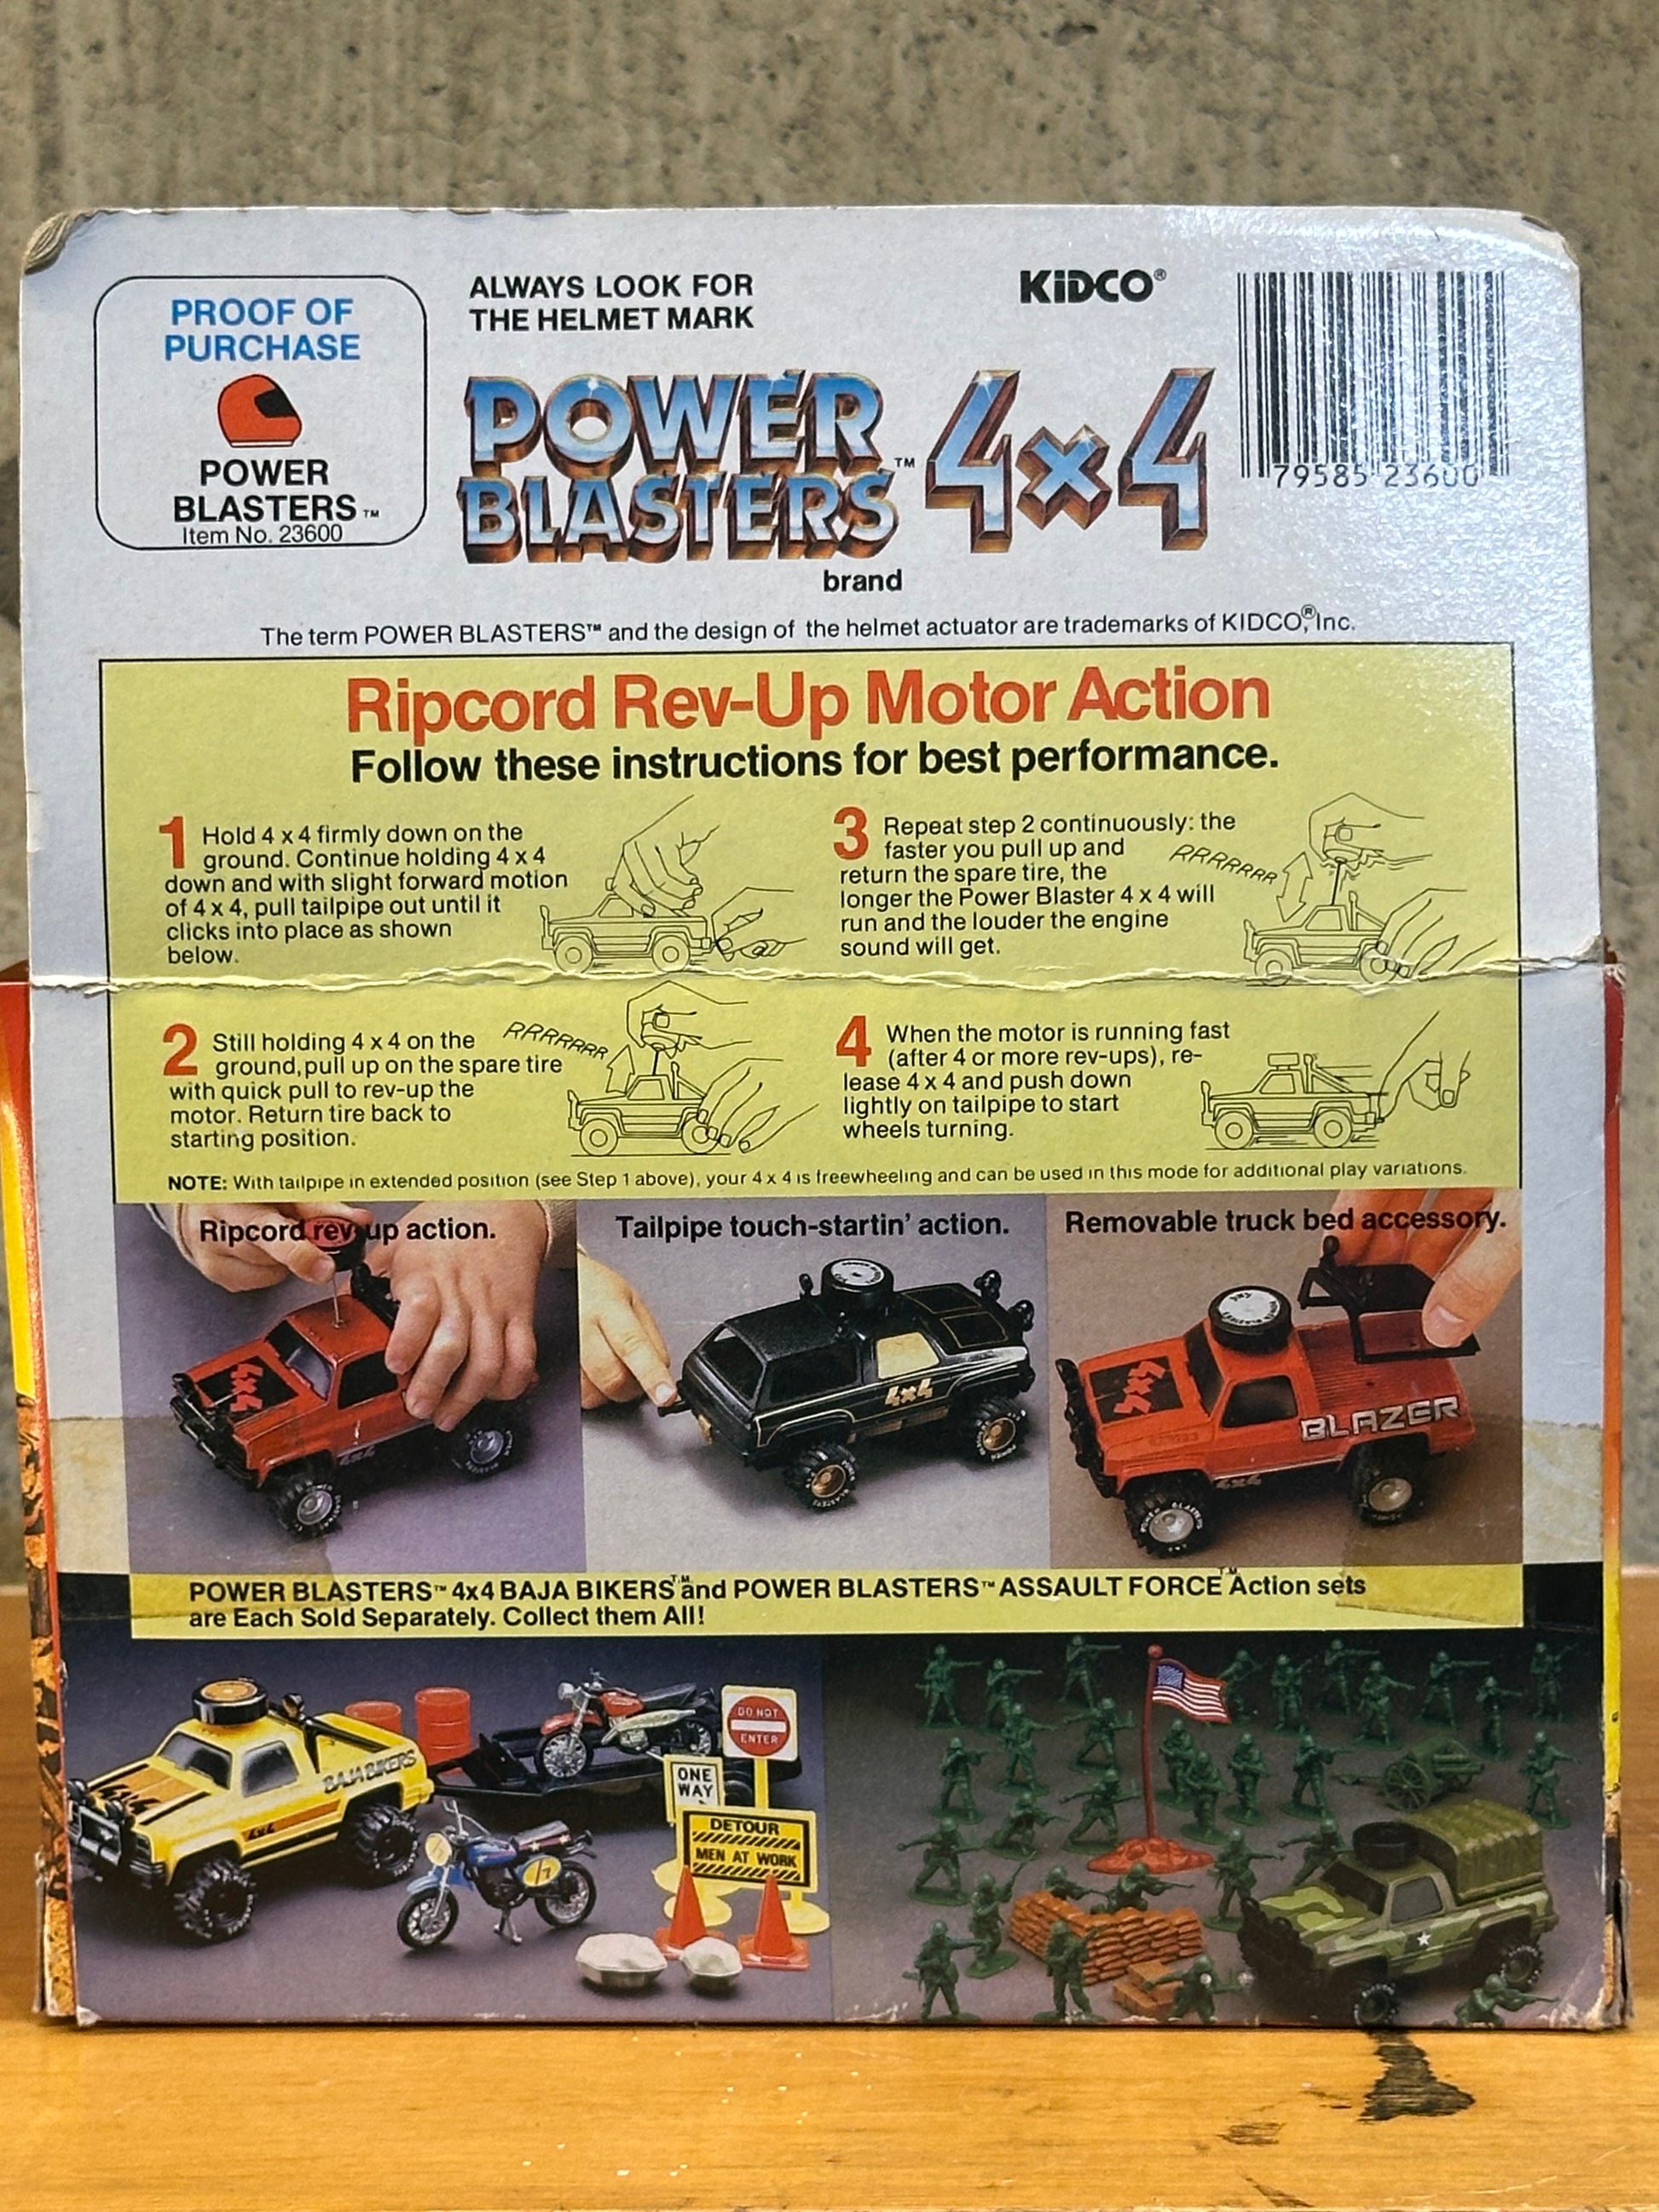 PROOF OF
PURCHASE
POWER
BLASTERS™
Item No. 23600
ALWAYS LOOK FOR
THE HELMET MARK
KiDCO®
POWER
BLASTERS™ 4×4
brand
79585 23600
The term POWER BLASTERS™ and the design of the helmet actuator are trademarks of KIDCO®, Inc.
Ripcord Rev-Up Motor Action
Follow these instructions for best performance.
1 Hold 4 x 4 firmly down on the
ground. Continue holding 4 x 4
down and with slight forward motion
of 4 x 4, pull tailpipe out until it
clicks into place as shown
below.
2 Still holding 4 x 4 on the
ground, pull up on the spare tire
with quick pull to rev-up the
motor. Return tire back to
starting position.
RRRRRRR
3 Repeat step 2 continuously: the
faster you pull up and
return the spare tire, the
longer the Power Blaster 4 x 4 will
run and the louder the engine
sound will get.
RRRRRRR
4 When the motor is running fast
(after 4 or more rev-ups), re-
lease 4 x 4 and push down
lightly on tailpipe to start
wheels turning.
NOTE: With tailpipe in extended position (see Step 1 above), your 4 x 4 is freewheeling and can be used in this mode for additional play variations.
Ripcord rev-up action.
Tailpipe touch-startin' action.
Removable truck bed accessory.
4x4
4x4
4x4
4x4
BLAZER
4x4
POWER BLASTERS™ 4x4 BAJA BIKERS™ and POWER BLASTERS™ ASSAULT FORCE™ Action sets
are Each Sold Separately. Collect them All!
4x4
BAJA BIKERS
4x4
DO NOT
ENTER
ONE
WAY
DETOUR
MEN AT WORK